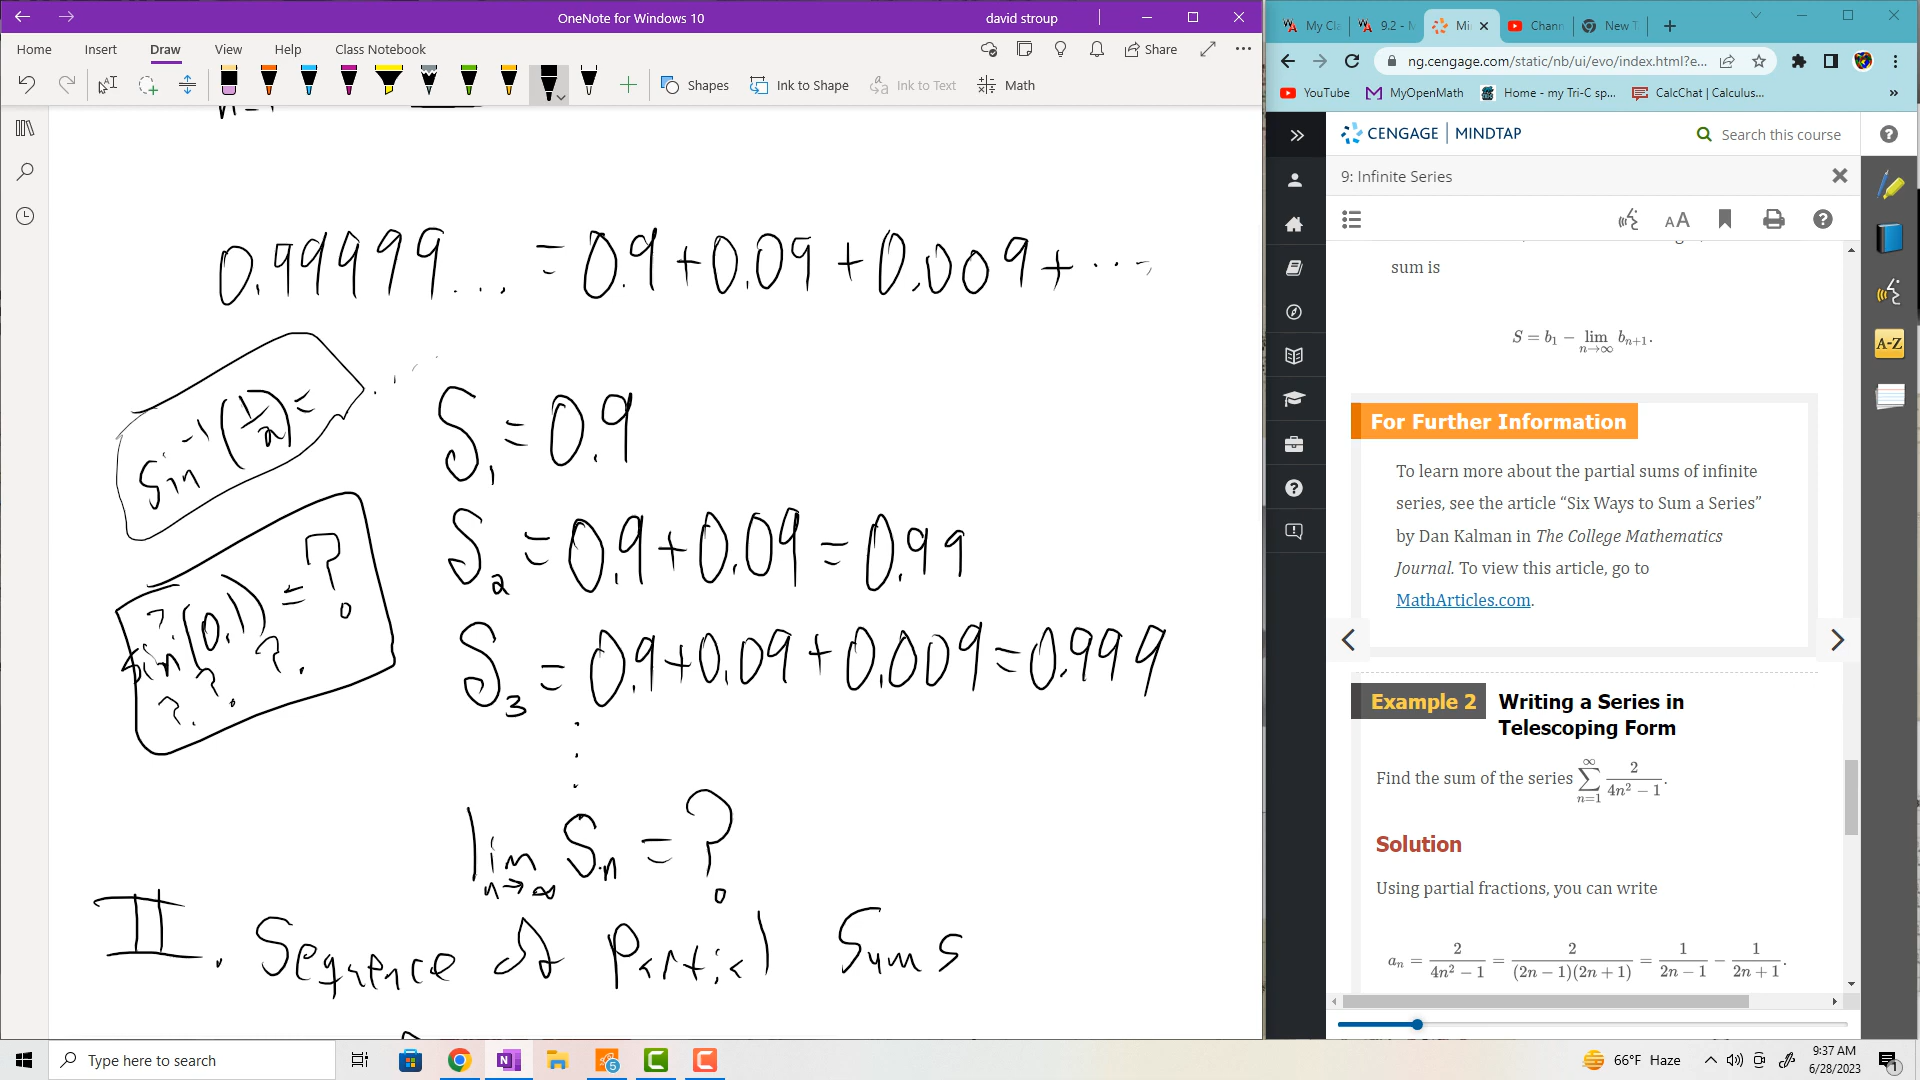 OneNote for Windows 10
david stroup
Home Insert Draw View Help Class Notebook
Share
Shapes
Ink to Shape
Ink to Text
Math
0.99999... = 0.9 + 0.09 + 0.009 + ...
sin⁻¹(1/2) =
S₁ = 0.9
S₂ = 0.9 + 0.09 = 0.99
sin(0.1) = ?
? ? ? ?
S₃ = 0.9 + 0.09 + 0.009 = 0.999
lim n→∞ Sₙ = ?
II. Sequence of Partial Sums
My Cl
9.2 - M
Mi
Chann
New T
ng.cengage.com/static/nb/ui/evo/index.html?e...
YouTube
MyOpenMath
Home - my Tri-C sp...
CalcChat | Calculus...
CENGAGE | MINDTAP
Search this course
9: Infinite Series
AA
A-Z
sum is
S = b₁ − lim n→∞ bₙ₊₁.
For Further Information
To learn more about the partial sums of infinite
series, see the article “Six Ways to Sum a Series”
by Dan Kalman in The College Mathematics
Journal. To view this article, go to
MathArticles.com.
Example 2 Writing a Series in
Telescoping Form
Find the sum of the series ∑ n=1 ∞ 2/(4n² − 1).
Solution
Using partial fractions, you can write
aₙ = 2/(4n² − 1) = 2/((2n − 1)(2n + 1)) = 1/(2n − 1) − 1/(2n + 1).
Type here to search
66°F Haze
9:37 AM
6/28/2023